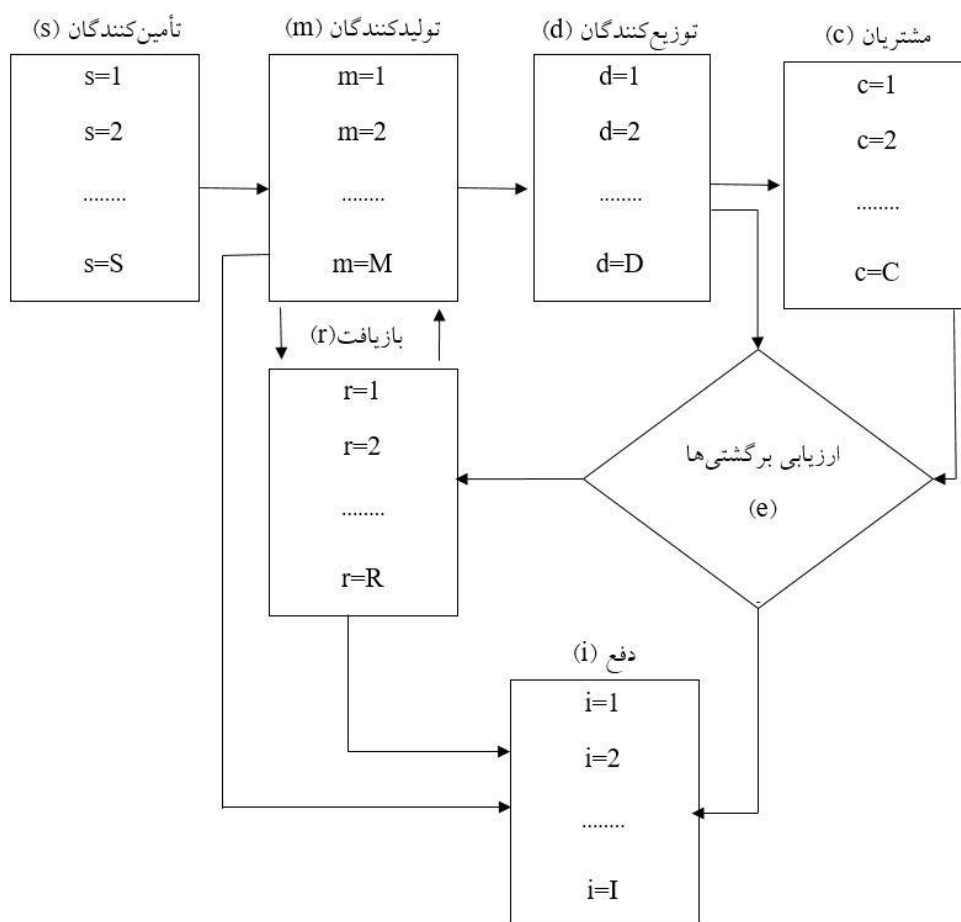 تأمین‌کنندگان (s)
s=1
s=2
........
s=S
تولیدکنندگان (m)
m=1
m=2
........
m=M
توزیع‌کنندگان (d)
d=1
d=2
........
d=D
مشتریان (c)
c=1
c=2
........
c=C
بازیافت(r)
r=1
r=2
........
r=R
ارزیابی برگشتی‌ها
(e)
دفع (i)
i=1
i=2
........
i=I